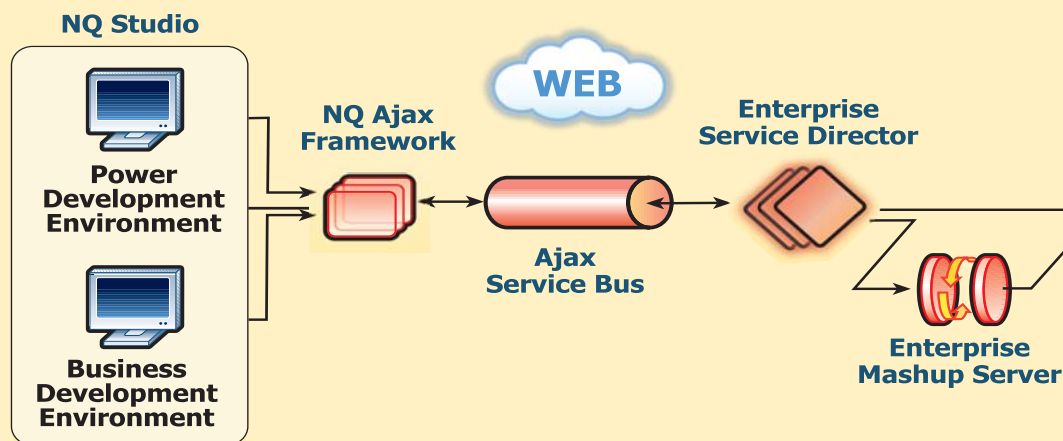 NQ Studio
Power
Development
Environment
Business
Development
Environment
NQ Ajax
Framework
WEB
Ajax
Service Bus
Enterprise
Service Director
Enterprise
Mashup Server